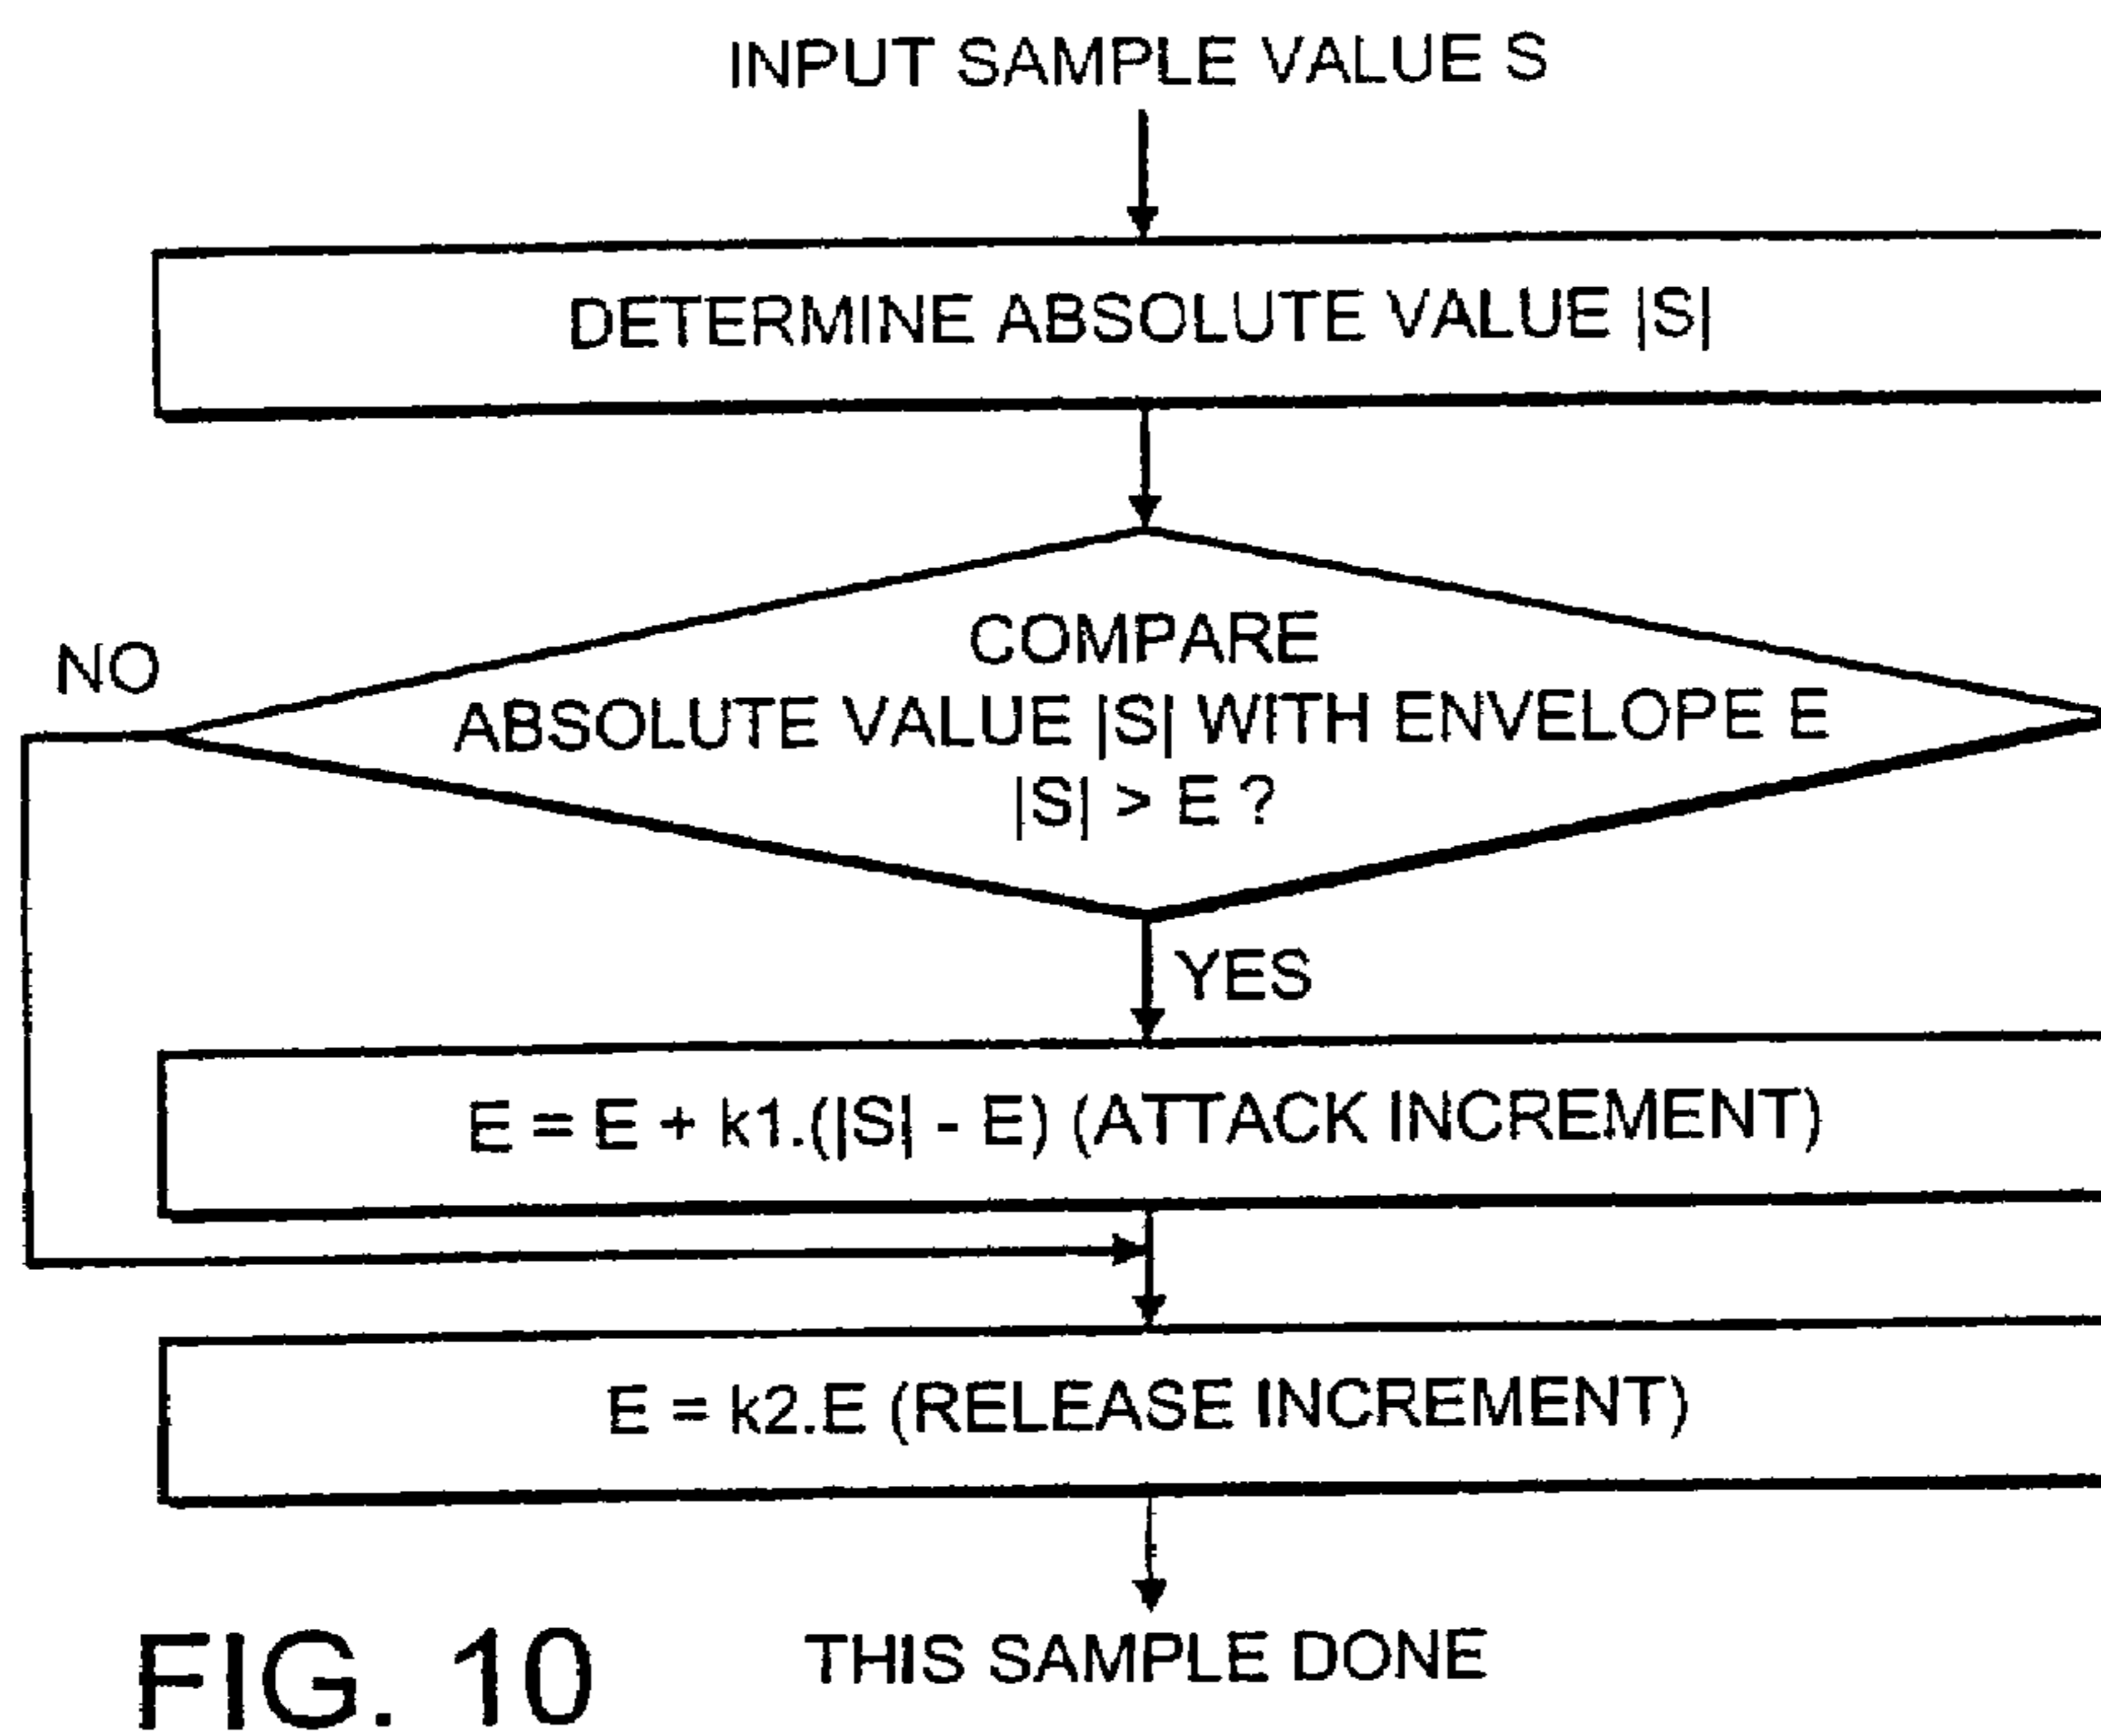 INPUT SAMPLE VALUE S
DETERMINE ABSOLUTE VALUE |S|
COMPARE
ABSOLUTE VALUE |S| WITH ENVELOPE E
|S| > E ?
NO
YES
E = E + k1.(|S| - E) (ATTACK INCREMENT)
E = k2.E (RELEASE INCREMENT)
THIS SAMPLE DONE
FIG. 10